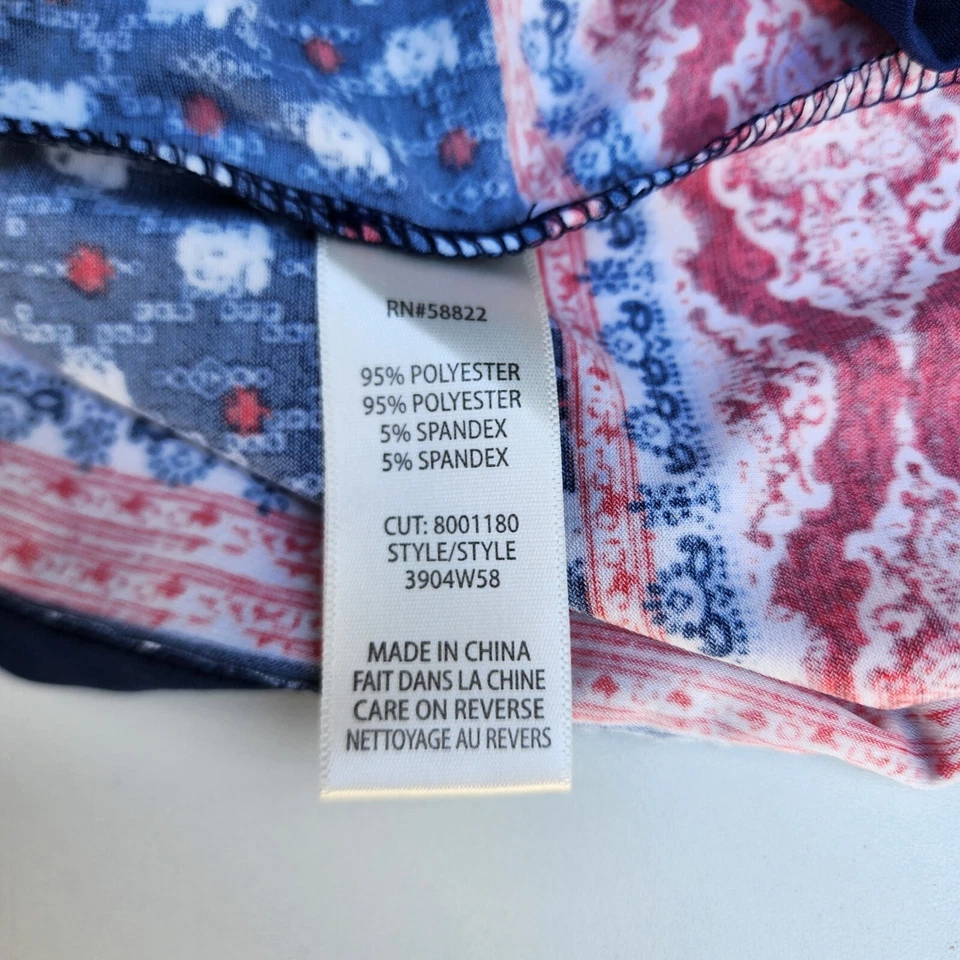 RN#58822
95% POLYESTER
95% POLYESTER
5% SPANDEX
5% SPANDEX
CUT: 8001180
STYLE/STYLE
3904W58
MADE IN CHINA
FAIT DANS LA CHINE
CARE ON REVERSE
NETTOYAGE AU REVERS